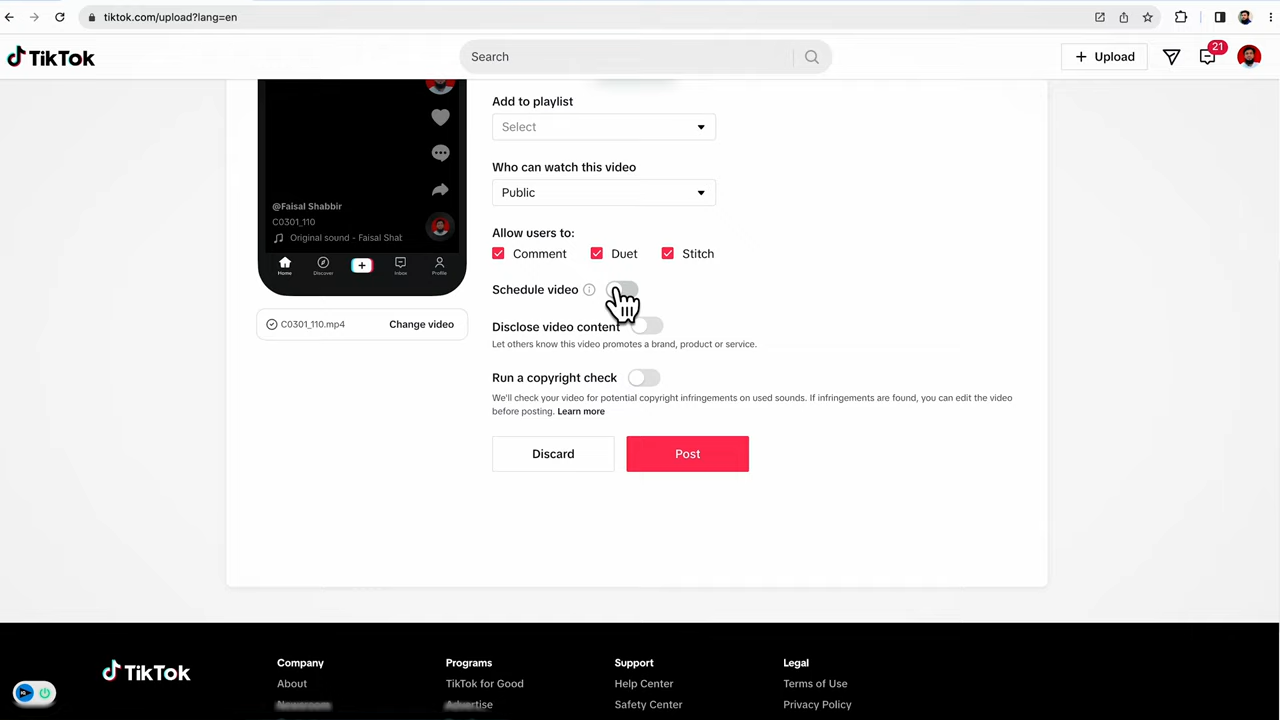 tiktok.com/upload?lang=en
TikTok
Search
Upload
21
Add to playlist
Select
Who can watch this video
Public
@Faisal Shabbir
C0301_110
Original sound - Faisal Shat
Home
Discover
Inbox
Profile
Allow users to:
Comment
Duet
Stitch
Schedule video
C0301_110.mp4
Change video
Disclose video content
Let others know this video promotes a brand, product or service.
Run a copyright check
We'll check your video for potential copyright infringements on used sounds. If infringements are found, you can edit the video
before posting. Learn more
Discard
Post
TikTok
Company
Programs
Support
Legal
About
TikTok for Good
Help Center
Terms of Use
Newsroom
Advertise
Safety Center
Privacy Policy